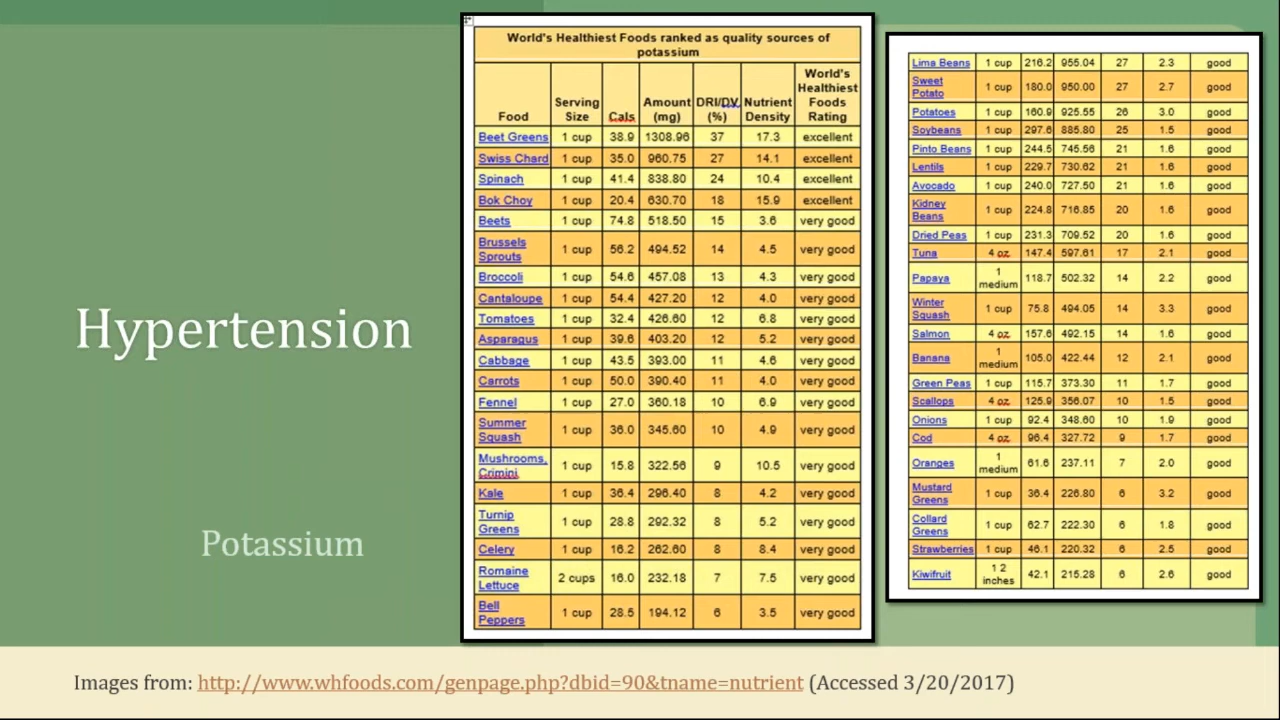 Hypertension
Potassium
World's Healthiest Foods ranked as quality sources of
potassium
Food Serving Size Cals Amount (mg) DRI/DV (%) Nutrient Density World's Healthiest Foods Rating
Beet Greens 1 cup 38.9 1308.96 37 17.3 excellent
Swiss Chard 1 cup 35.0 960.75 27 14.1 excellent
Spinach 1 cup 41.4 838.80 24 10.4 excellent
Bok Choy 1 cup 20.4 630.70 18 15.9 excellent
Beets 1 cup 74.8 518.50 15 3.6 very good
Brussels Sprouts 1 cup 56.2 494.52 14 4.5 very good
Broccoli 1 cup 54.6 457.08 13 4.3 very good
Cantaloupe 1 cup 54.4 427.20 12 4.0 very good
Tomatoes 1 cup 32.4 426.60 12 6.8 very good
Asparagus 1 cup 39.6 403.20 12 5.2 very good
Cabbage 1 cup 43.5 393.00 11 4.6 very good
Carrots 1 cup 50.0 390.40 11 4.0 very good
Fennel 1 cup 27.0 360.18 10 6.9 very good
Summer Squash 1 cup 36.0 345.60 10 4.9 very good
Mushrooms, Crimini 1 cup 15.8 322.56 9 10.5 very good
Kale 1 cup 36.4 296.40 8 4.2 very good
Turnip Greens 1 cup 28.8 292.32 8 5.2 very good
Celery 1 cup 16.2 262.60 8 8.4 very good
Romaine Lettuce 2 cups 16.0 232.18 7 7.5 very good
Bell Peppers 1 cup 28.5 194.12 6 3.5 very good
Lima Beans 1 cup 216.2 955.04 27 2.3 good
Sweet Potato 1 cup 180.0 950.00 27 2.7 good
Potatoes 1 cup 160.9 925.55 26 3.0 good
Soybeans 1 cup 297.6 885.80 25 1.5 good
Pinto Beans 1 cup 244.5 745.56 21 1.6 good
Lentils 1 cup 229.7 730.62 21 1.6 good
Avocado 1 cup 240.0 727.50 21 1.6 good
Kidney Beans 1 cup 224.8 716.85 20 1.6 good
Dried Peas 1 cup 231.3 709.52 20 1.6 good
Tuna 4 oz 147.4 597.61 17 2.1 good
Papaya 1 medium 118.7 502.32 14 2.2 good
Winter Squash 1 cup 75.8 494.05 14 3.3 good
Salmon 4 oz 157.6 492.15 14 1.6 good
Banana 1 medium 105.0 422.44 12 2.1 good
Green Peas 1 cup 115.7 373.30 11 1.7 good
Scallops 4 oz 125.9 356.07 10 1.5 good
Onions 1 cup 92.4 348.60 10 1.9 good
Cod 4 oz 96.4 327.72 9 1.7 good
Oranges 1 medium 61.6 237.11 7 2.0 good
Mustard Greens 1 cup 36.4 226.80 6 3.2 good
Collard Greens 1 cup 62.7 222.30 6 1.8 good
Strawberries 1 cup 46.1 220.32 6 2.5 good
Kiwifruit 1 2 inches 42.1 215.28 6 2.6 good
Images from: http://www.whfoods.com/genpage.php?dbid=90&tname=nutrient (Accessed 3/20/2017)